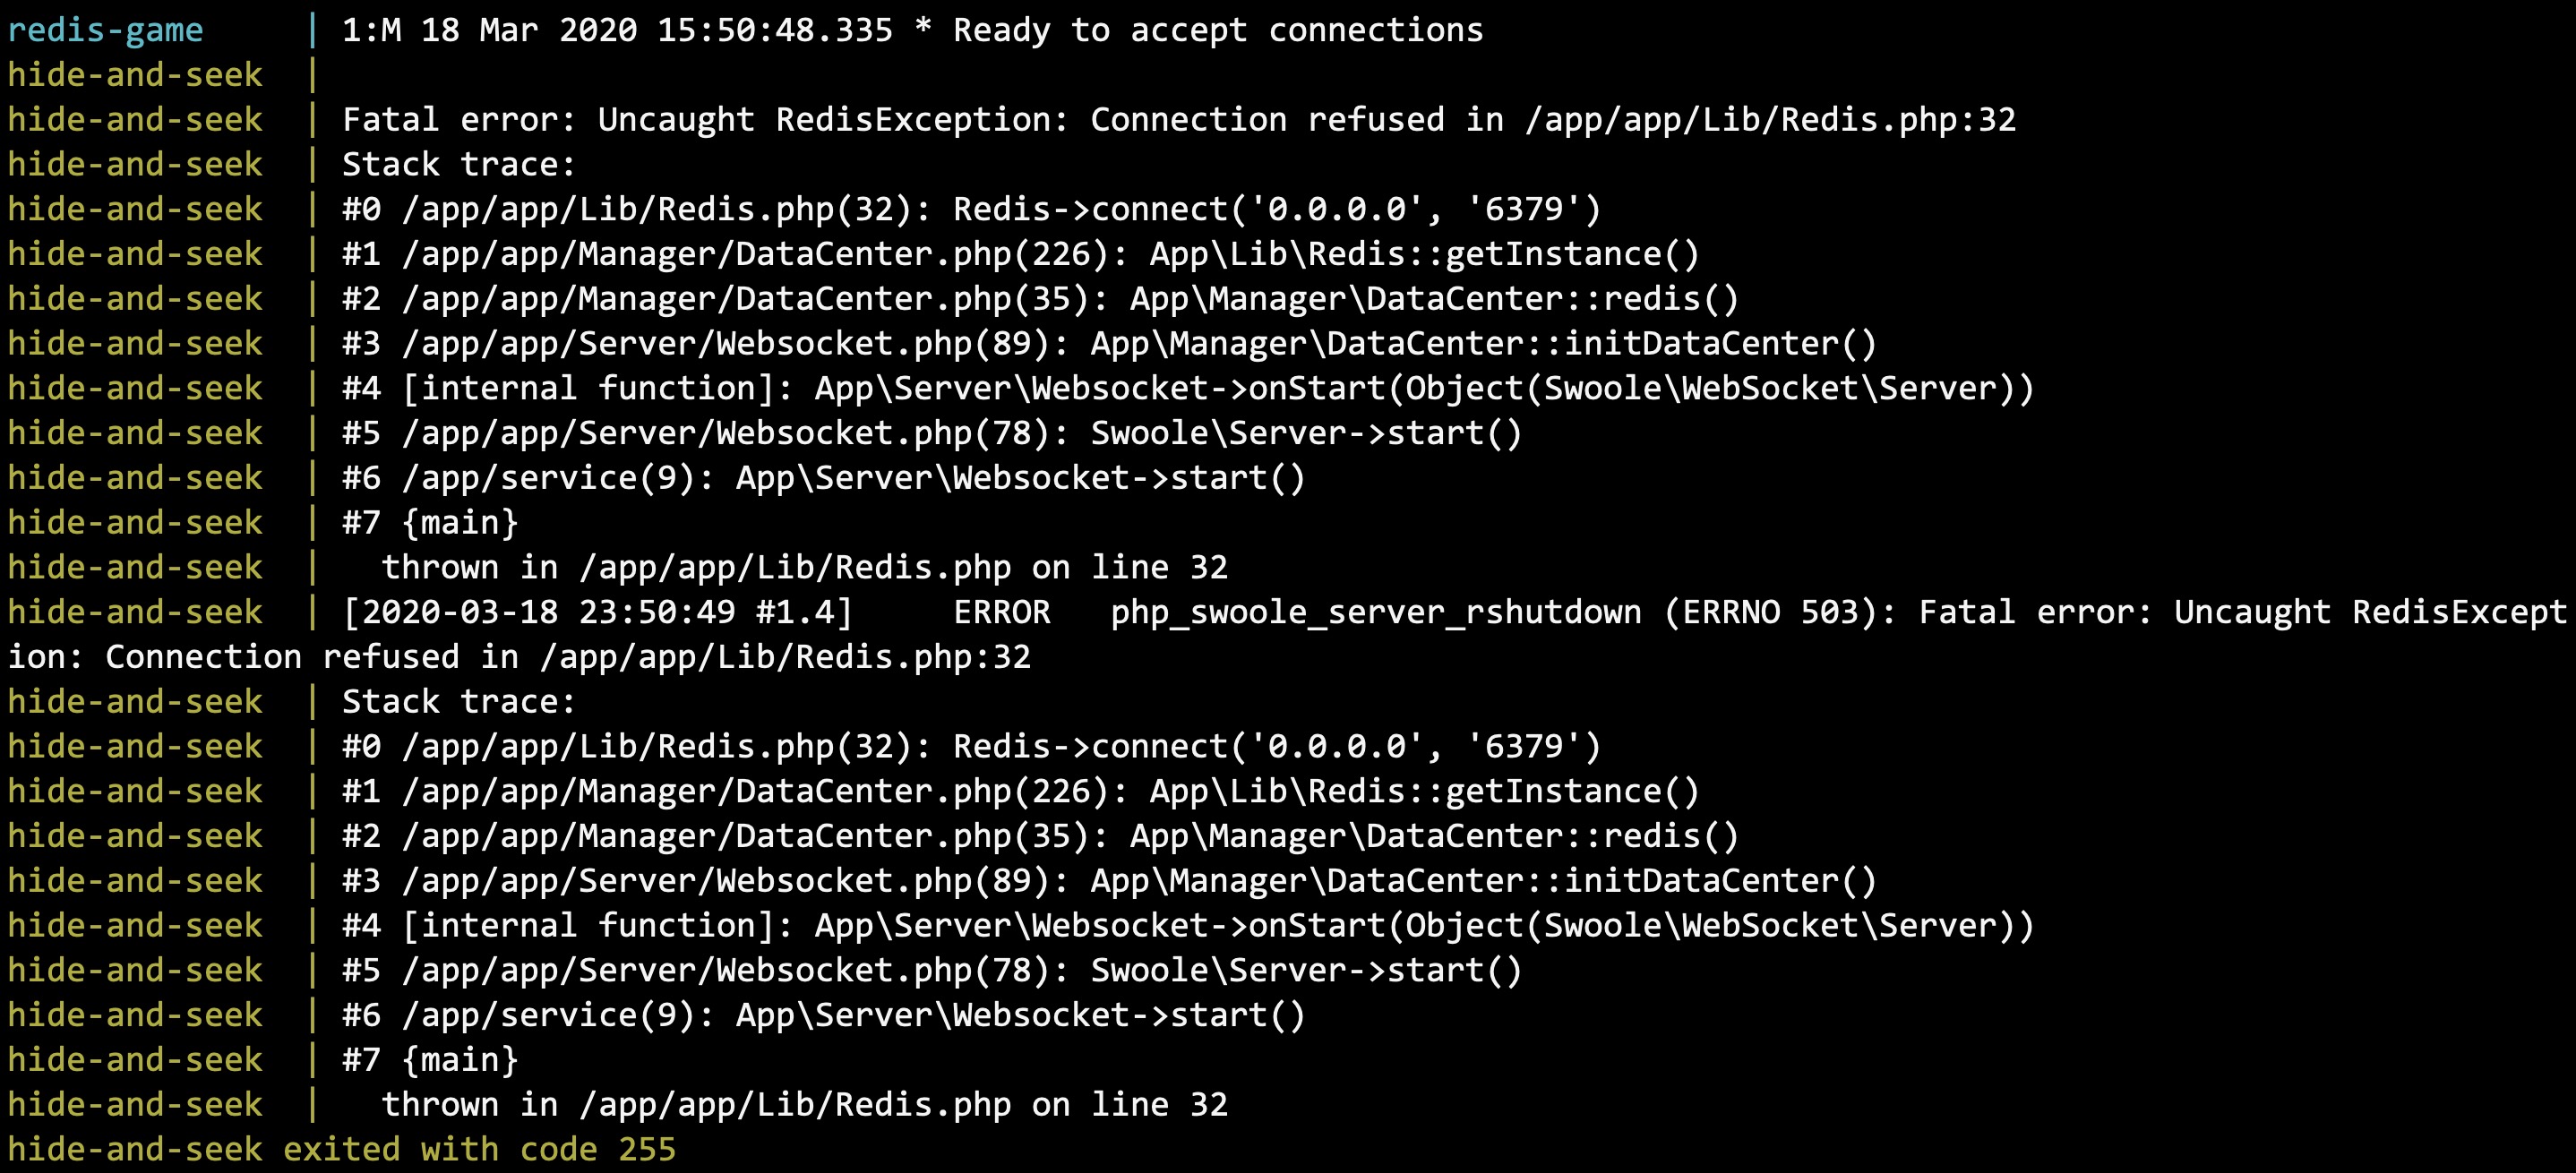 redis-game     | 1:M 18 Mar 2020 15:50:48.335 * Ready to accept connections
hide-and-seek  |
hide-and-seek  | Fatal error: Uncaught RedisException: Connection refused in /app/app/Lib/Redis.php:32
hide-and-seek  | Stack trace:
hide-and-seek  | #0 /app/app/Lib/Redis.php(32): Redis->connect('0.0.0.0', '6379')
hide-and-seek  | #1 /app/app/Manager/DataCenter.php(226): App\Lib\Redis::getInstance()
hide-and-seek  | #2 /app/app/Manager/DataCenter.php(35): App\Manager\DataCenter::redis()
hide-and-seek  | #3 /app/app/Server/Websocket.php(89): App\Manager\DataCenter::initDataCenter()
hide-and-seek  | #4 [internal function]: App\Server\Websocket->onStart(Object(Swoole\WebSocket\Server))
hide-and-seek  | #5 /app/app/Server/Websocket.php(78): Swoole\Server->start()
hide-and-seek  | #6 /app/service(9): App\Server\Websocket->start()
hide-and-seek  | #7 {main}
hide-and-seek  |   thrown in /app/app/Lib/Redis.php on line 32
hide-and-seek  | [2020-03-18 23:50:49 #1.4]     ERROR   php_swoole_server_rshutdown (ERRNO 503): Fatal error: Uncaught RedisExcept
ion: Connection refused in /app/app/Lib/Redis.php:32
hide-and-seek  | Stack trace:
hide-and-seek  | #0 /app/app/Lib/Redis.php(32): Redis->connect('0.0.0.0', '6379')
hide-and-seek  | #1 /app/app/Manager/DataCenter.php(226): App\Lib\Redis::getInstance()
hide-and-seek  | #2 /app/app/Manager/DataCenter.php(35): App\Manager\DataCenter::redis()
hide-and-seek  | #3 /app/app/Server/Websocket.php(89): App\Manager\DataCenter::initDataCenter()
hide-and-seek  | #4 [internal function]: App\Server\Websocket->onStart(Object(Swoole\WebSocket\Server))
hide-and-seek  | #5 /app/app/Server/Websocket.php(78): Swoole\Server->start()
hide-and-seek  | #6 /app/service(9): App\Server\Websocket->start()
hide-and-seek  | #7 {main}
hide-and-seek  |   thrown in /app/app/Lib/Redis.php on line 32
hide-and-seek exited with code 255